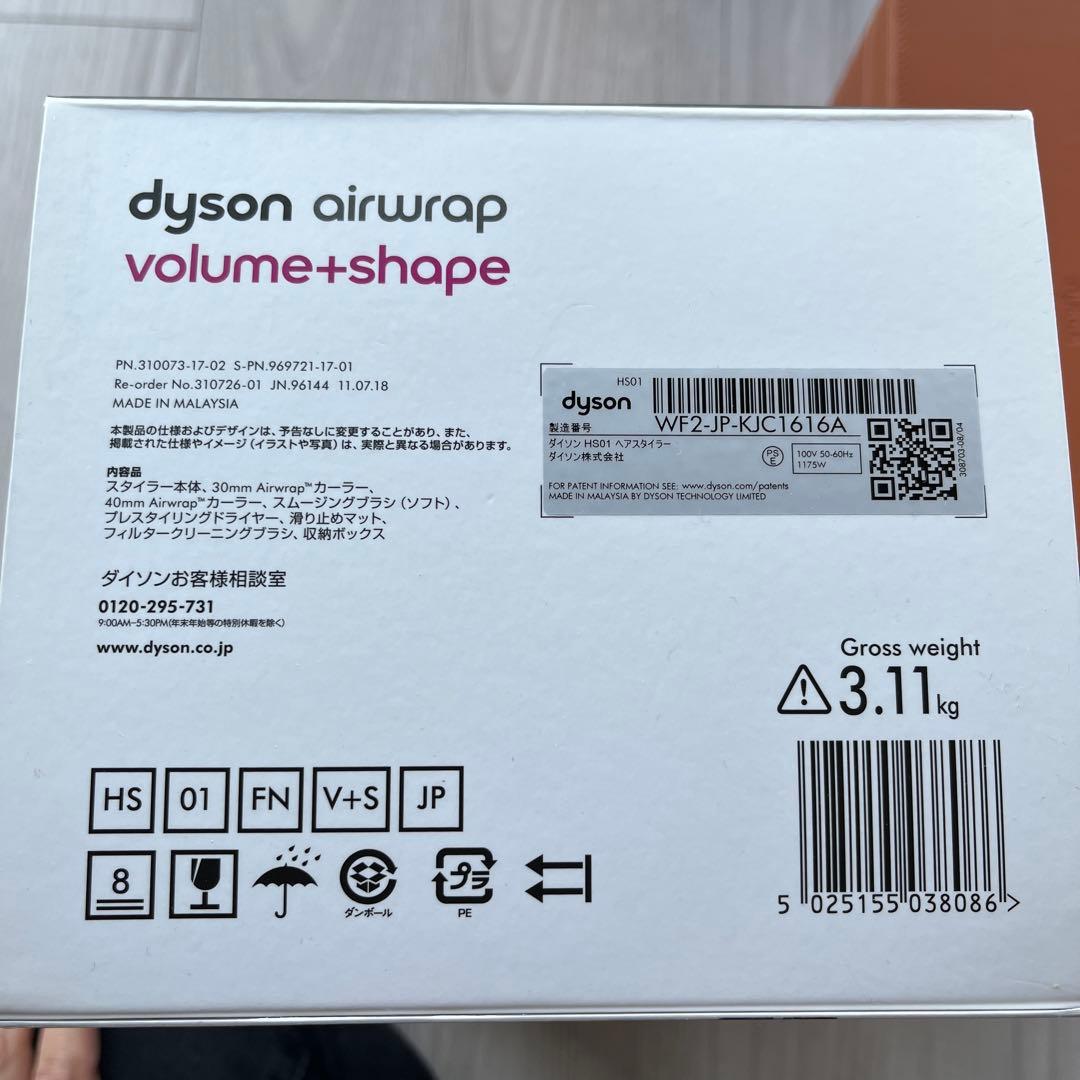 dyson airwrap
volume+shape
PN.310073-17-02 S-PN.969721-17-01
Re-order No.310726-01 JN.96144 11.07.18
MADE IN MALAYSIA
本製品の仕様およびデザインは、予告なしに変更することがあり、また、
掲載された仕様やイメージ（イラストや写真）は、実際と異なる場合があります。
内容品
スタイラー本体、30mm Airwrap™カーラー、
40mm Airwrap™カーラー、スムージングブラシ（ソフト）、
プレスタイリングドライヤー、滑り止めマット、
フィルタークリーニングブラシ、収納ボックス
ダイソンお客様相談室
0120-295-731
9:00AM–5:30PM(年末年始等の特別休暇を除く)
www.dyson.co.jp
HS01
dyson
製造番号 WF2-JP-KJC1616A
ダイソン HS01 ヘアスタイラー
ダイソン株式会社
PS
E
100V 50-60Hz
1175W
FOR PATENT INFORMATION SEE: www.dyson.com/patents
MADE IN MALAYSIA BY DYSON TECHNOLOGY LIMITED
308703-08/04
Gross weight
3.11kg
HS 01 FN V+S JP
8
ダンボール
プラ
PE
5 025155 038086 >